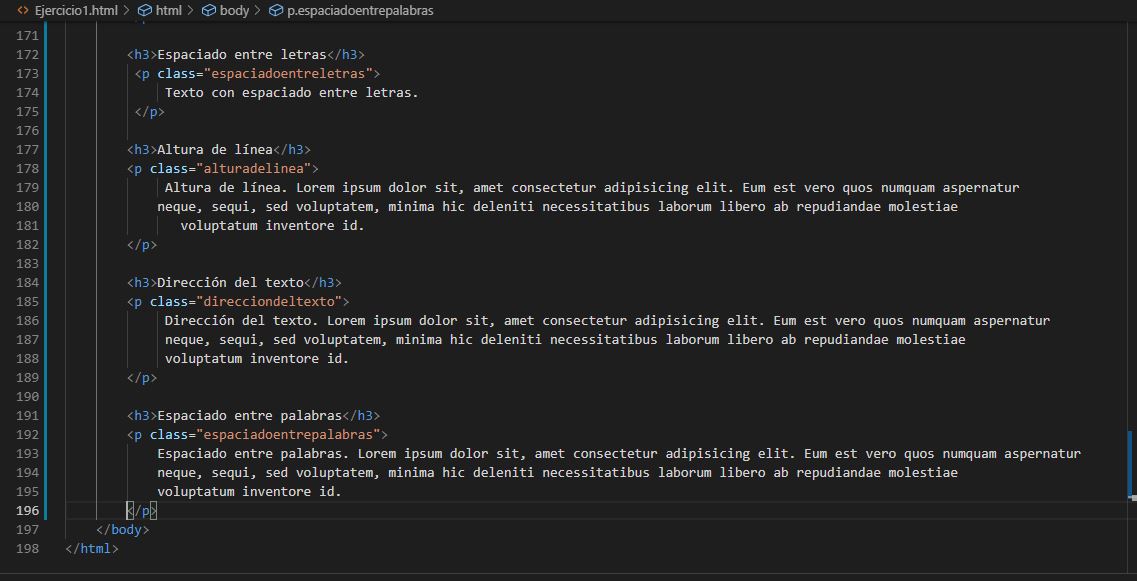 Ejercicio1.html > html > body > p.espaciadoentrepalabras
171
172 <h3>Espaciado entre letras</h3>
173 <p class="espaciadoentreletras">
174 Texto con espaciado entre letras.
175 </p>
176
177 <h3>Altura de línea</h3>
178 <p class="alturadelinea">
179 Altura de línea. Lorem ipsum dolor sit, amet consectetur adipisicing elit. Eum est vero quos numquam aspernatur
180 neque, sequi, sed voluptatem, minima hic deleniti necessitatibus laborum libero ab repudiandae molestiae
181 voluptatum inventore id.
182 </p>
183
184 <h3>Dirección del texto</h3>
185 <p class="direcciondeltexto">
186 Dirección del texto. Lorem ipsum dolor sit, amet consectetur adipisicing elit. Eum est vero quos numquam aspernatur
187 neque, sequi, sed voluptatem, minima hic deleniti necessitatibus laborum libero ab repudiandae molestiae
188 voluptatum inventore id.
189 </p>
190
191 <h3>Espaciado entre palabras</h3>
192 <p class="espaciadoentrepalabras">
193 Espaciado entre palabras. Lorem ipsum dolor sit, amet consectetur adipisicing elit. Eum est vero quos numquam aspernatur
194 neque, sequi, sed voluptatem, minima hic deleniti necessitatibus laborum libero ab repudiandae molestiae
195 voluptatum inventore id.
196 </p>
197 </body>
198 </html>